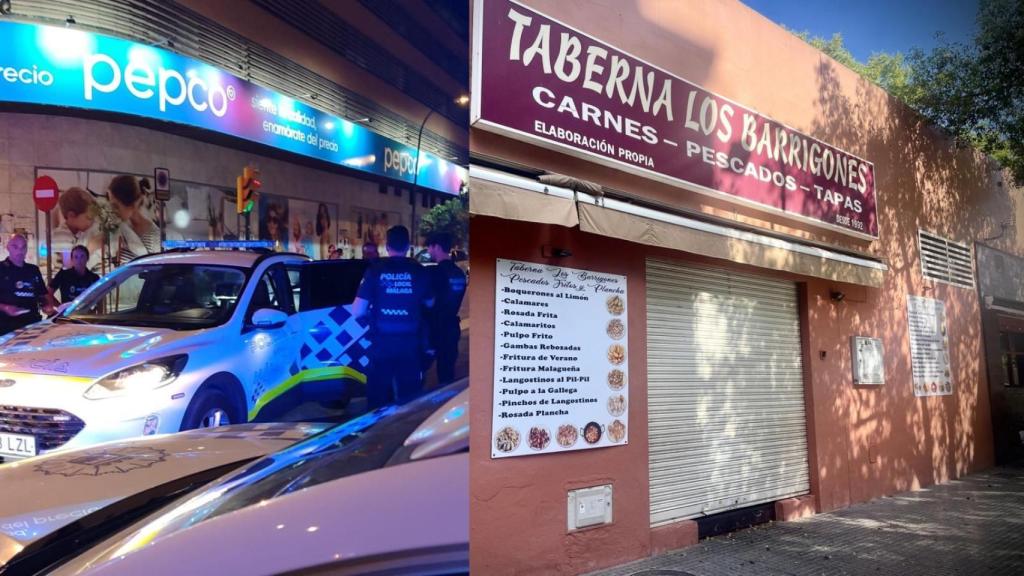 recio
pepco®
siente la calidad,
enamórate del precio
pepco
POLICÍA
LOCAL
MÁLAGA
LZL
TABERNA LOS BARRIGONES
CARNES – PESCADOS – TAPAS
ELABORACIÓN PROPIA
DESDE 1992
Taberna Los Barrigones
Pescados Fritos y Plancha
-Boquerones al Limón
-Calamares
-Rosada Frita
-Calamaritos
-Pulpo Frito
-Gambas Rebozadas
-Fritura de Verano
-Fritura Malagueña
-Langostinos al Pil-Pil
-Pulpo a la Gallega
-Pinchos de Langostinos
-Rosada Plancha